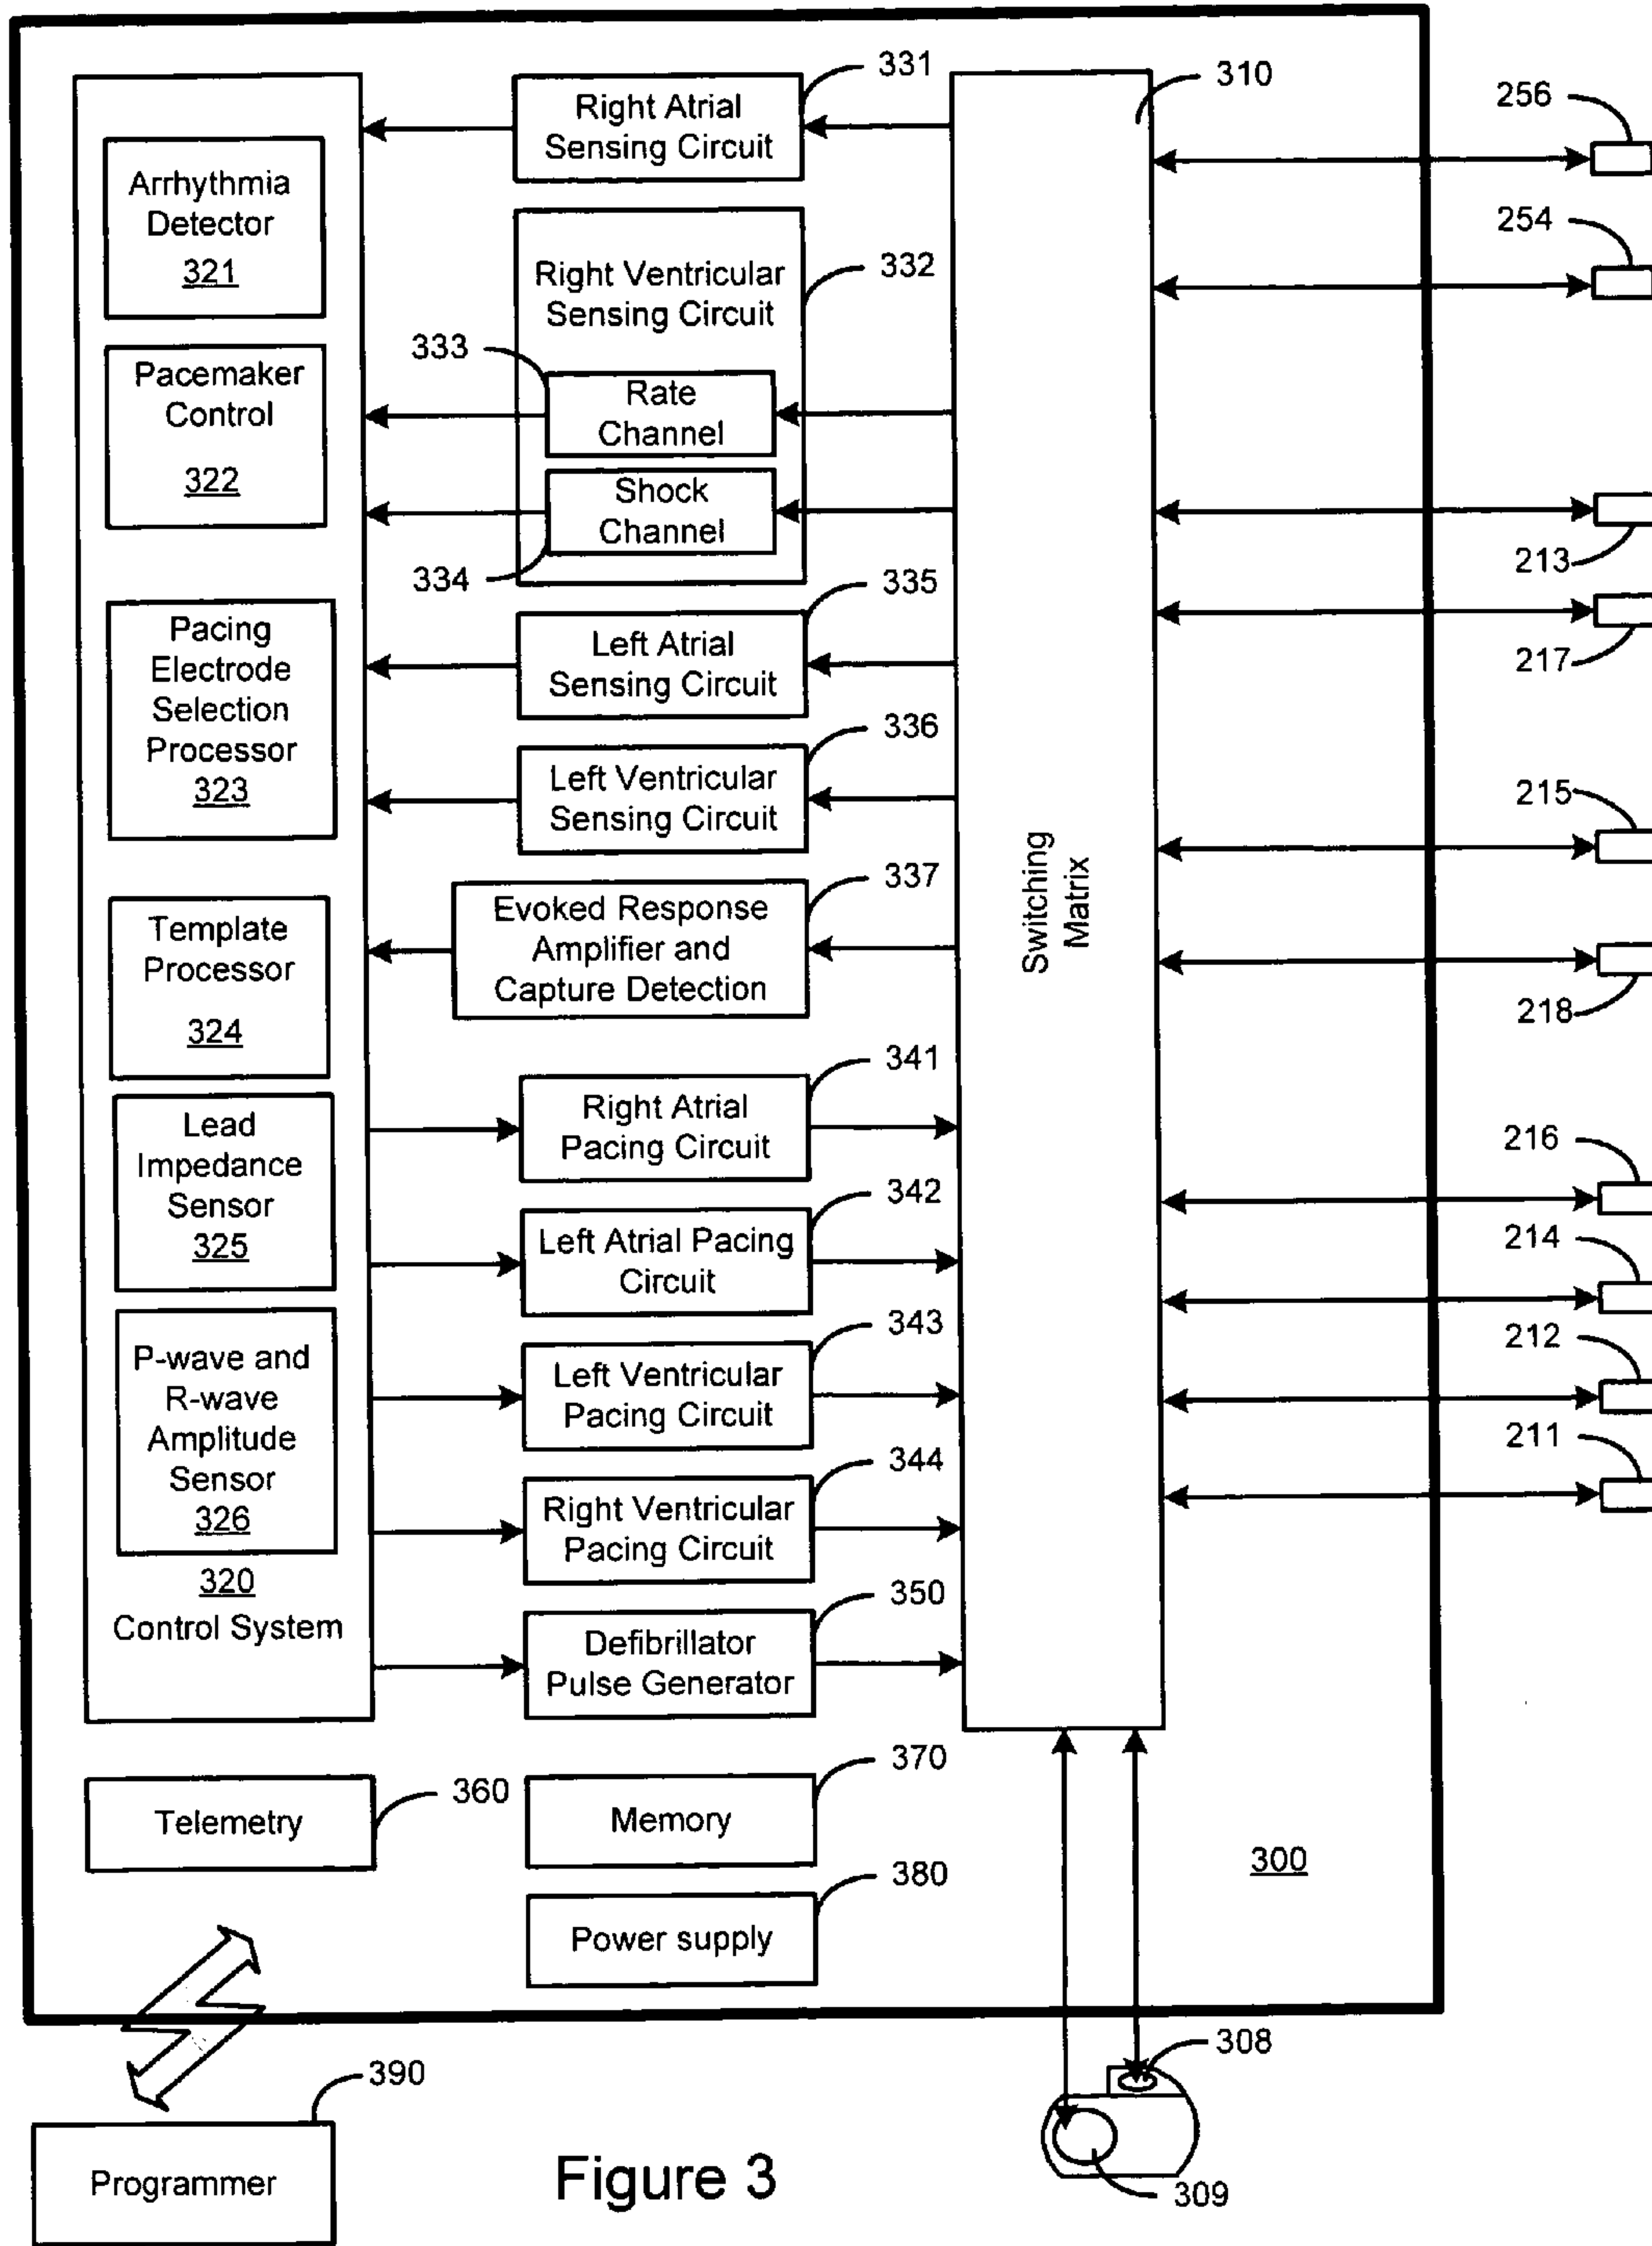 331
310
256
Right Atrial
Sensing Circuit
Arrhythmia
Detector
321
254
Right Ventricular
Sensing Circuit
332
333
Pacemaker
Control
322
Rate
Channel
Shock
Channel
334
213
217
335
Pacing
Electrode
Selection
Processor
323
Left Atrial
Sensing Circuit
336
Left Ventricular
Sensing Circuit
215
Switching
Matrix
337
Evoked Response
Amplifier and
Capture Detection
Template
Processor
324
218
341
Right Atrial
Pacing Circuit
Lead
Impedance
Sensor
325
216
342
Left Atrial Pacing
Circuit
214
343
P-wave and
R-wave
Amplitude
Sensor
326
Left Ventricular
Pacing Circuit
212
344
Right Ventricular
Pacing Circuit
211
320
Control System
350
Defibrillator
Pulse Generator
370
Telemetry
360
Memory
300
380
Power supply
308
390
Programmer
309
Figure 3